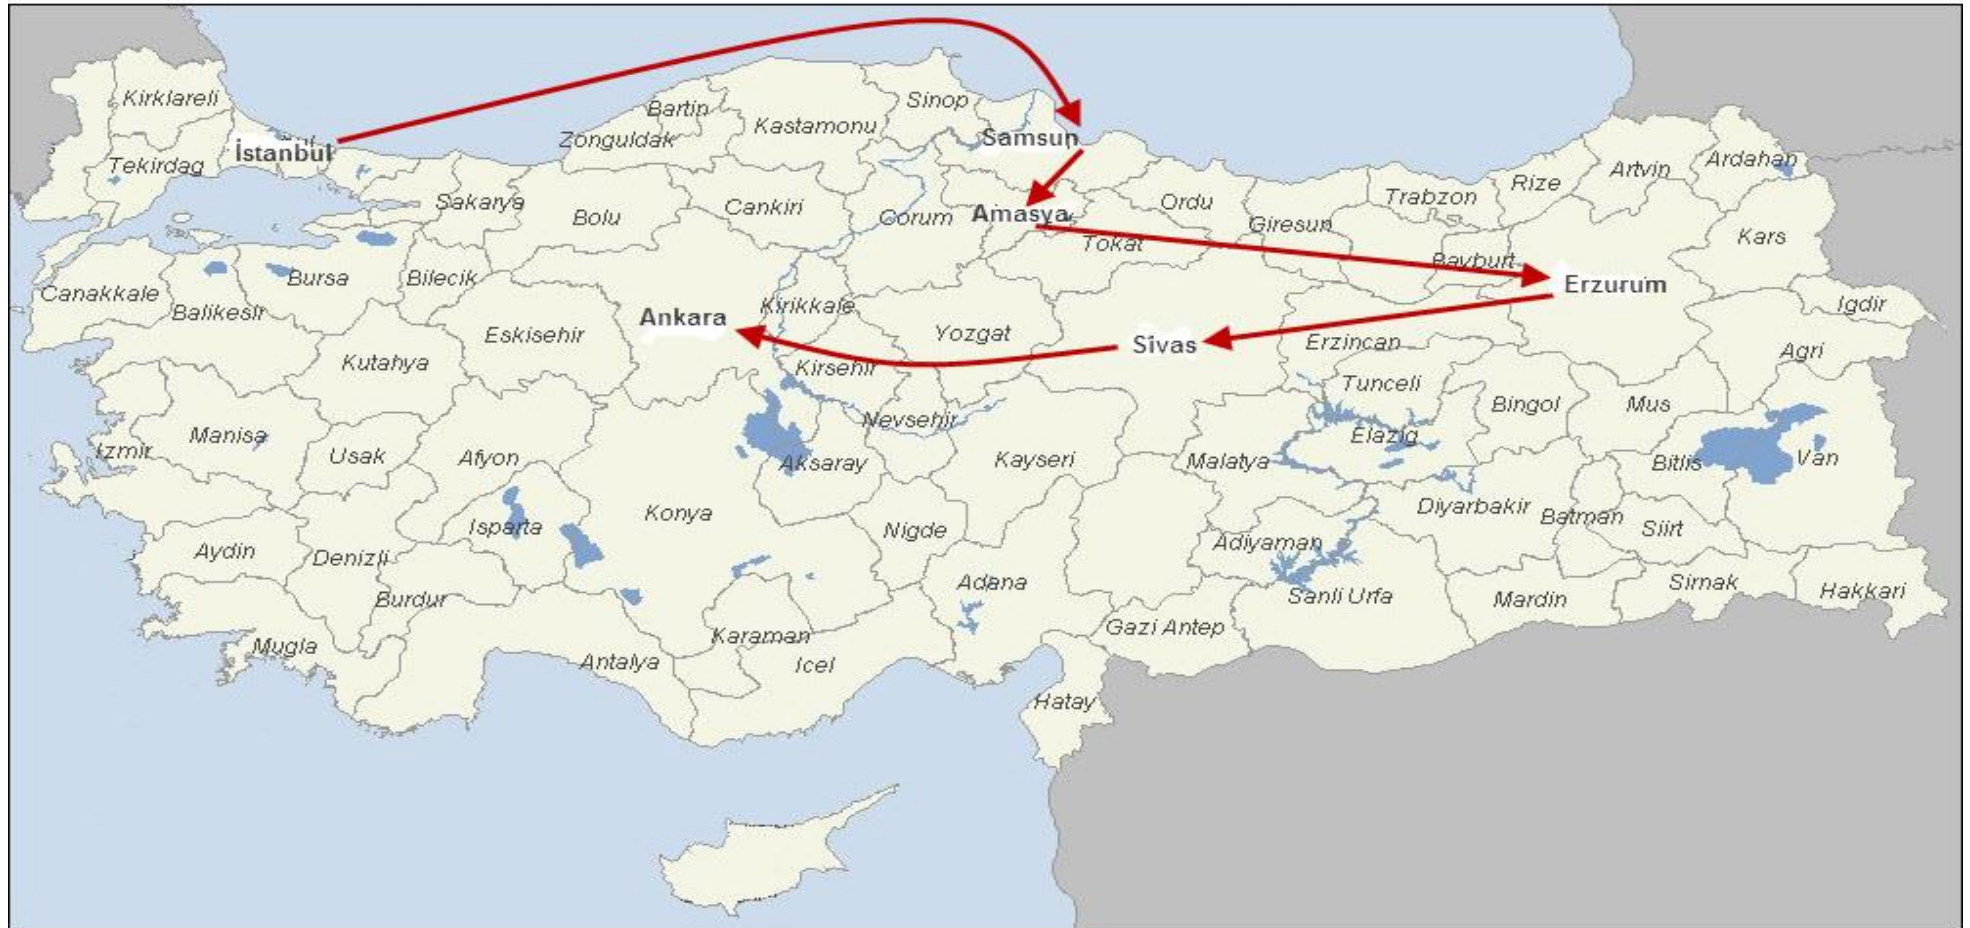 Kirklareli
Bartin
Sinop
Kastamonu
Zonguldak
Samsun
İstanbul
Tekirdag
Ardahan
Artvin
Rize
Trabzon
Ordu
Sakarya
Bolu
Cankiri
Corum
Amasya
Giresun
Tokat
Kars
Bayburt
Erzurum
Bursa
Bilecik
Canakkale
Balikesir
Kirikkale
Igdir
Ankara
Eskisehir
Yozgat
Sivas
Erzincan
Agri
Kutahya
Kirsehir
Tunceli
Bingol
Mus
Nevsehir
Manisa
Elazig
Izmir
Usak
Afyon
Aksaray
Kayseri
Malatya
Bitlis
Van
Konya
Diyarbakir
Batman
Isparta
Nigde
Siirt
Adiyaman
Aydin
Denizli
Adana
Sirnak
Hakkari
Burdur
Sanli Urfa
Mardin
Gazi Antep
Karaman
Mugla
Antalya
Icel
Hatay